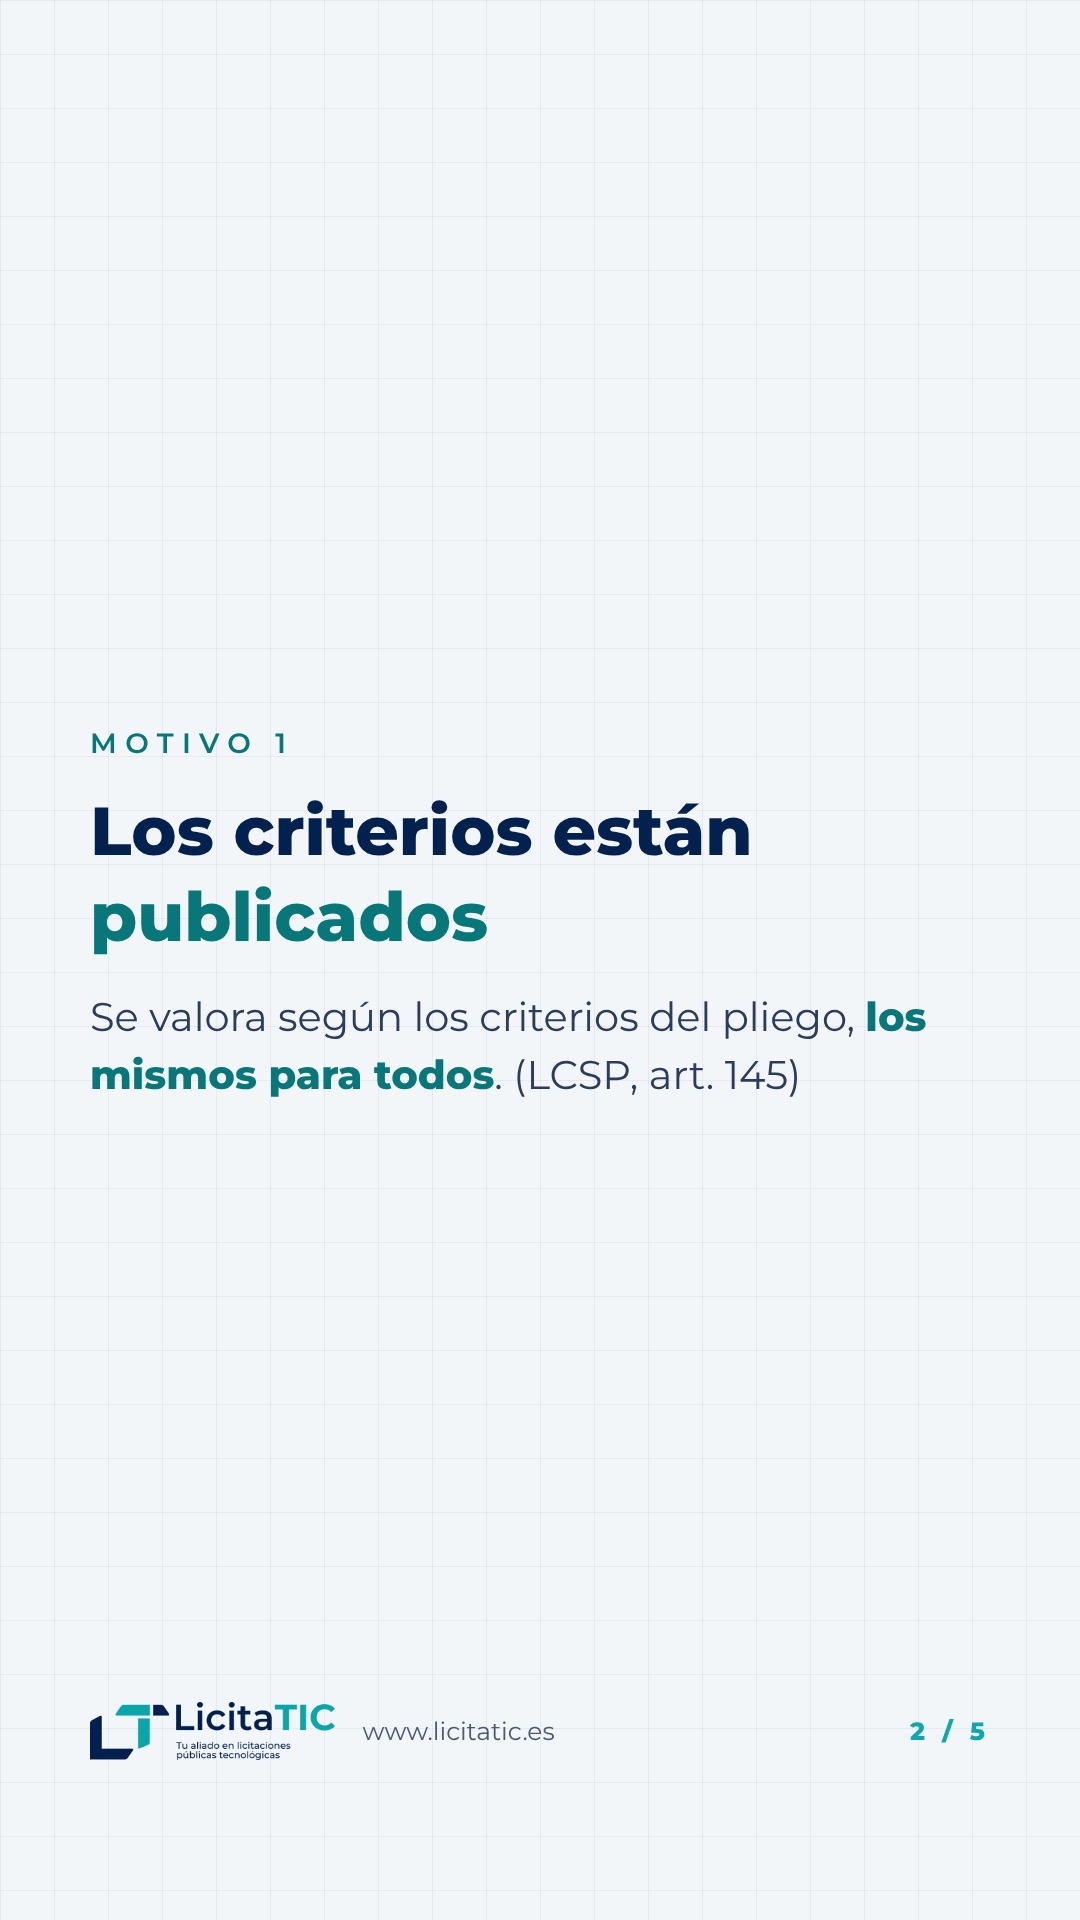 MOTIVO 1
Los criterios están
publicados
Se valora según los criterios del pliego, los
mismos para todos. (LCSP, art. 145)
LicitaTIC
Tu aliado en licitaciones
públicas tecnológicas
www.licitatic.es
2 / 5